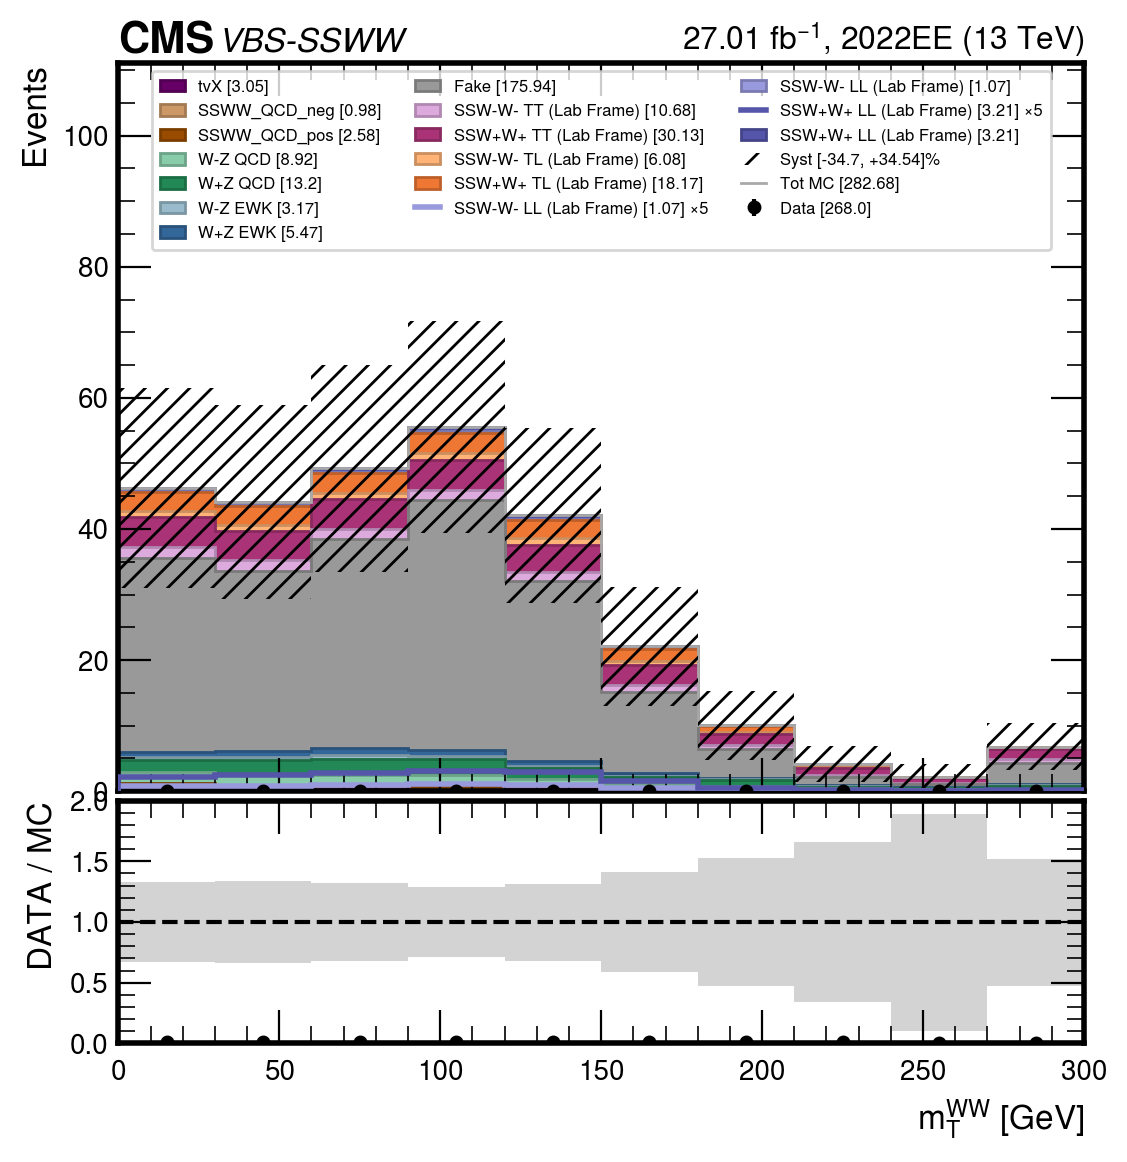 CMS VBS-SSWW 27.01 fb⁻¹, 2022EE (13 TeV)
Events
tvX [3.05]
SSWW_QCD_neg [0.98]
SSWW_QCD_pos [2.58]
W-Z QCD [8.92]
W+Z QCD [13.2]
W-Z EWK [3.17]
W+Z EWK [5.47]
Fake [175.94]
SSW-W- TT (Lab Frame) [10.68]
SSW+W+ TT (Lab Frame) [30.13]
SSW-W- TL (Lab Frame) [6.08]
SSW+W+ TL (Lab Frame) [18.17]
SSW-W- LL (Lab Frame) [1.07] ×5
SSW-W- LL (Lab Frame) [1.07]
SSW+W+ LL (Lab Frame) [3.21] ×5
SSW+W+ LL (Lab Frame) [3.21]
Syst [-34.7, +34.54]%
Tot MC [282.68]
Data [268.0]
100
80
60
40
20
0
DATA / MC
2.0
1.5
1.0
0.5
0.0
0 50 100 150 200 250 300
m_T^WW [GeV]